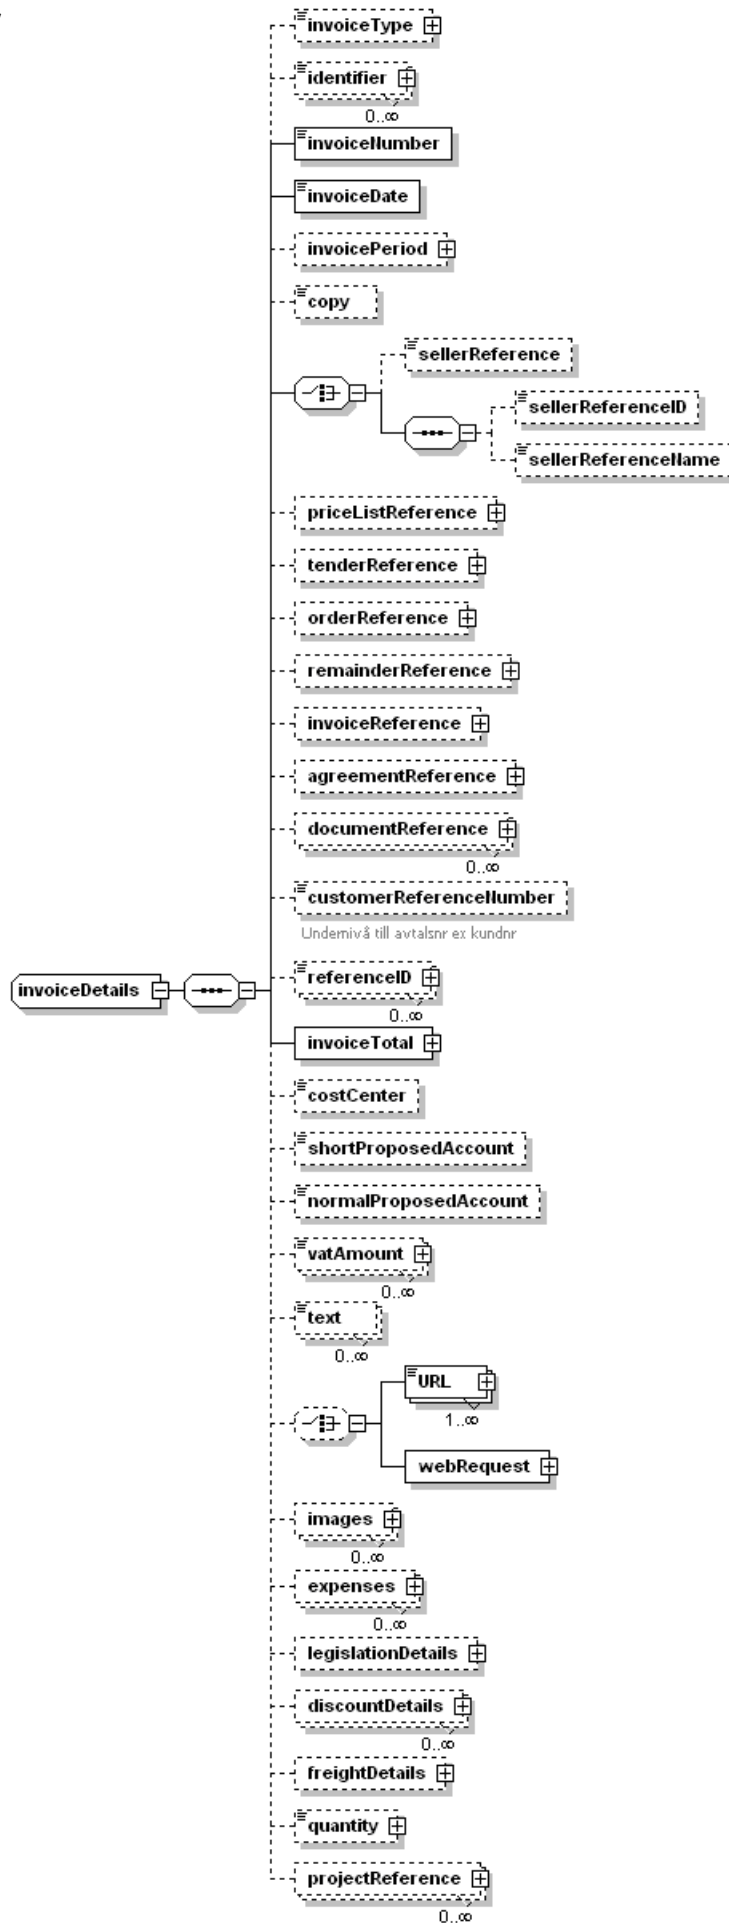 invoiceType
identifier
0..∞
invoiceNumber
invoiceDate
invoicePeriod
copy
sellerReference
sellerReferenceID
sellerReferenceName
priceListReference
tenderReference
orderReference
remainderReference
invoiceReference
agreementReference
documentReference
0..∞
customerReferenceNumber
Undernivå till avtalsnr ex kundnr
referenceID
invoiceDetails
0..∞
invoiceTotal
costCenter
shortProposedAccount
normalProposedAccount
vatAmount
0..∞
text
0..∞
URL
1..∞
webRequest
images
0..∞
expenses
0..∞
legislationDetails
discountDetails
0..∞
freightDetails
quantity
projectReference
0..∞